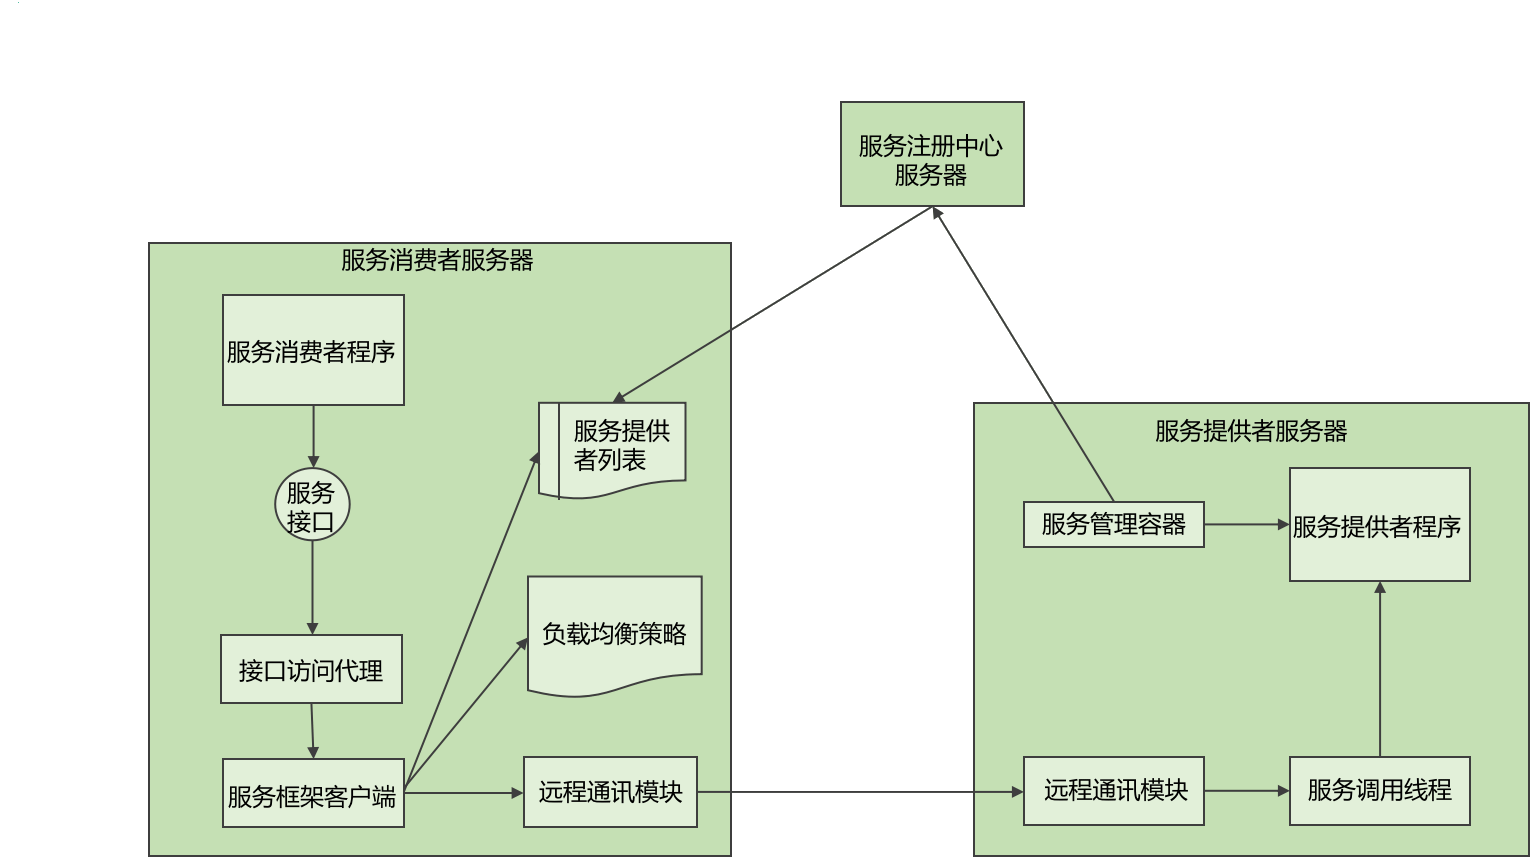 服务注册中心
服务器
服务消费者服务器
服务消费者程序
服务提供
者列表
服务
接口
负载均衡策略
接口访问代理
服务框架客户端
远程通讯模块
服务提供者服务器
服务管理容器
服务提供者程序
远程通讯模块
服务调用线程